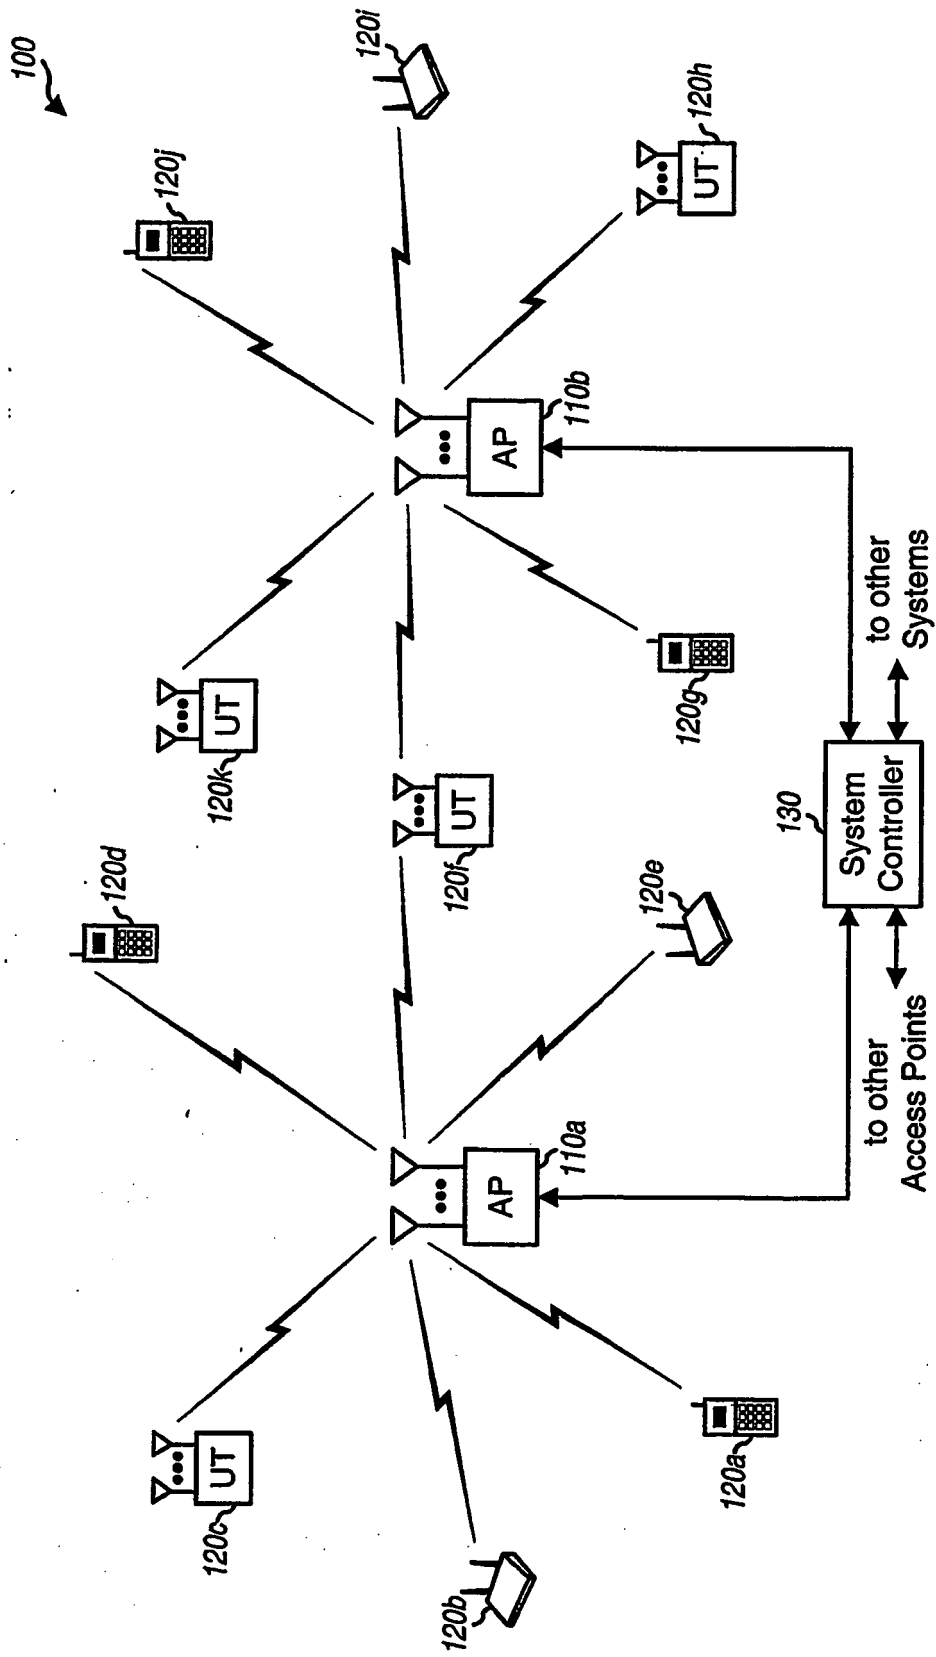 100
120j
120i
120d
120k
UT
120c
UT
120f
UT
120h
UT
110a
AP
110b
AP
120b
120e
120g
120a
130
System
Controller
to other
Access Points
to other
Systems